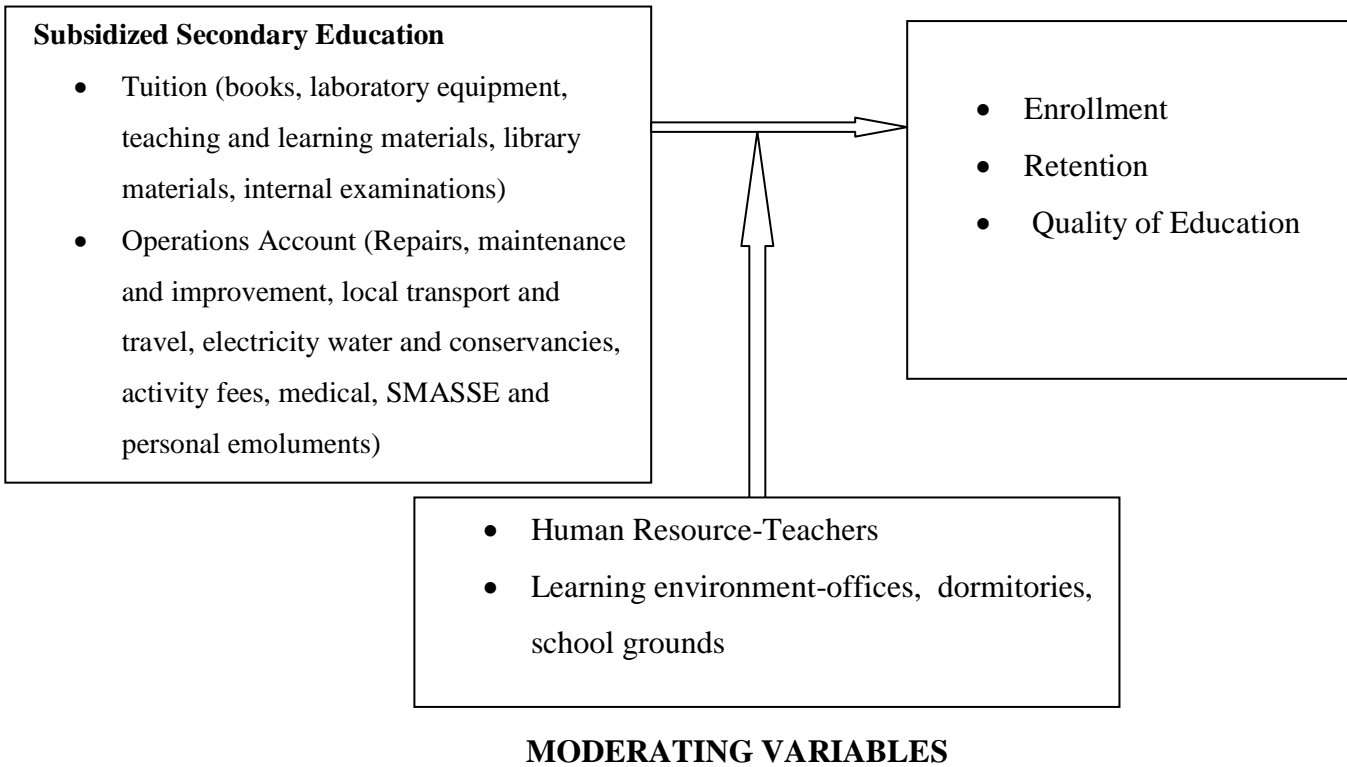 Subsidized Secondary Education
• Tuition (books, laboratory equipment,
teaching and learning materials, library
materials, internal examinations)
• Operations Account (Repairs, maintenance
and improvement, local transport and
travel, electricity water and conservancies,
activity fees, medical, SMASSE and
personal emoluments)
• Enrollment
• Retention
• Quality of Education
• Human Resource-Teachers
• Learning environment-offices, dormitories,
school grounds
MODERATING VARIABLES